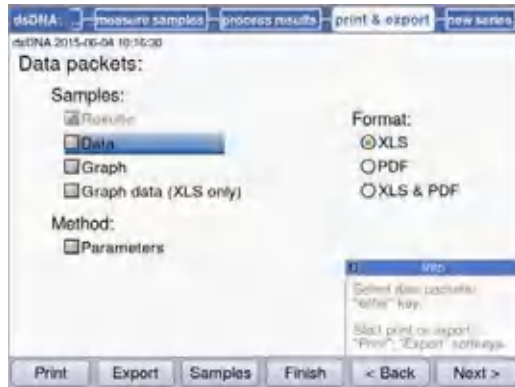 dsDNA: ... measure samples process results print & export new series
dsDNA 2015-06-04 10:16:30
Data packets:
Samples:
Results
Format:
Data
XLS
Graph
PDF
Graph data (XLS only)
XLS & PDF
Method:
Parameters
Info
Select data packets:
"enter" key.
Start print or export:
"Print", "Export" softkeys.
Print Export Samples Finish < Back Next >